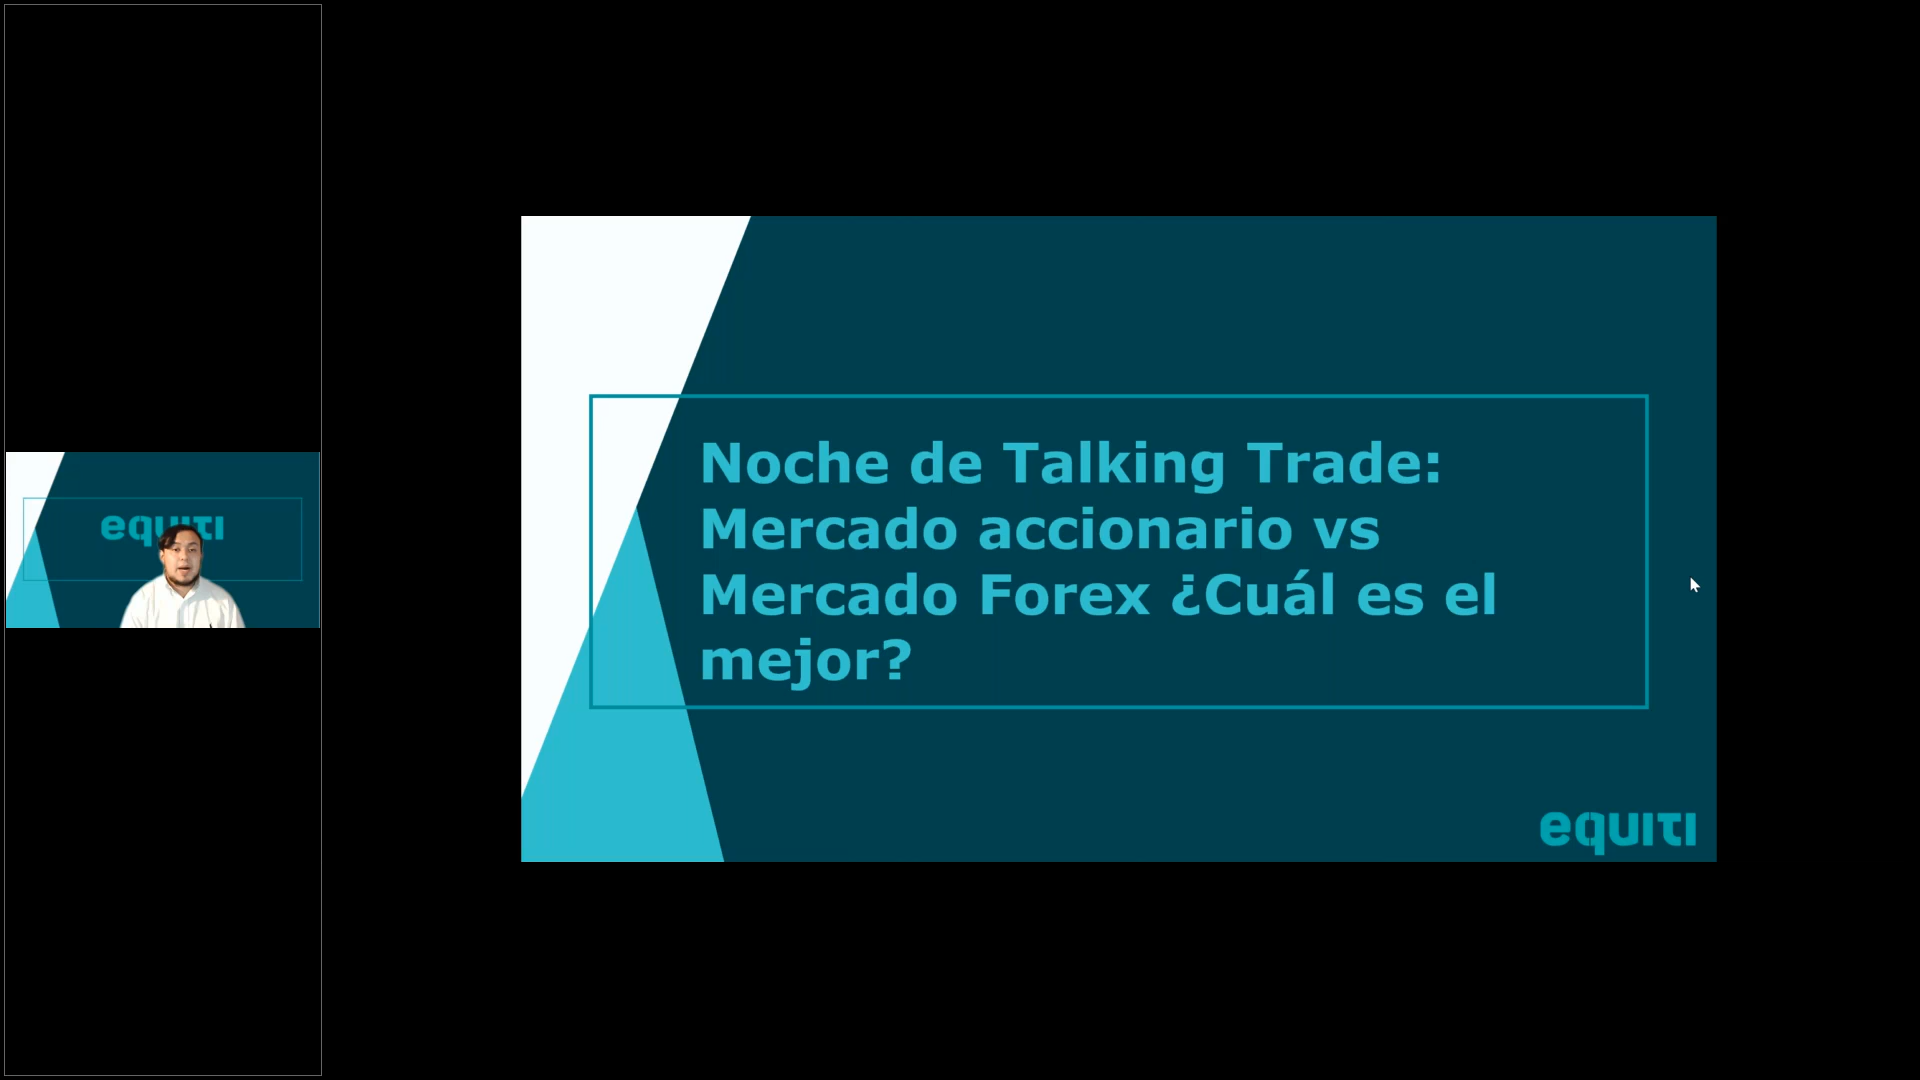 equiti
Noche de Talking Trade:
Mercado accionario vs
Mercado Forex ¿Cuál es el
mejor?
equiti